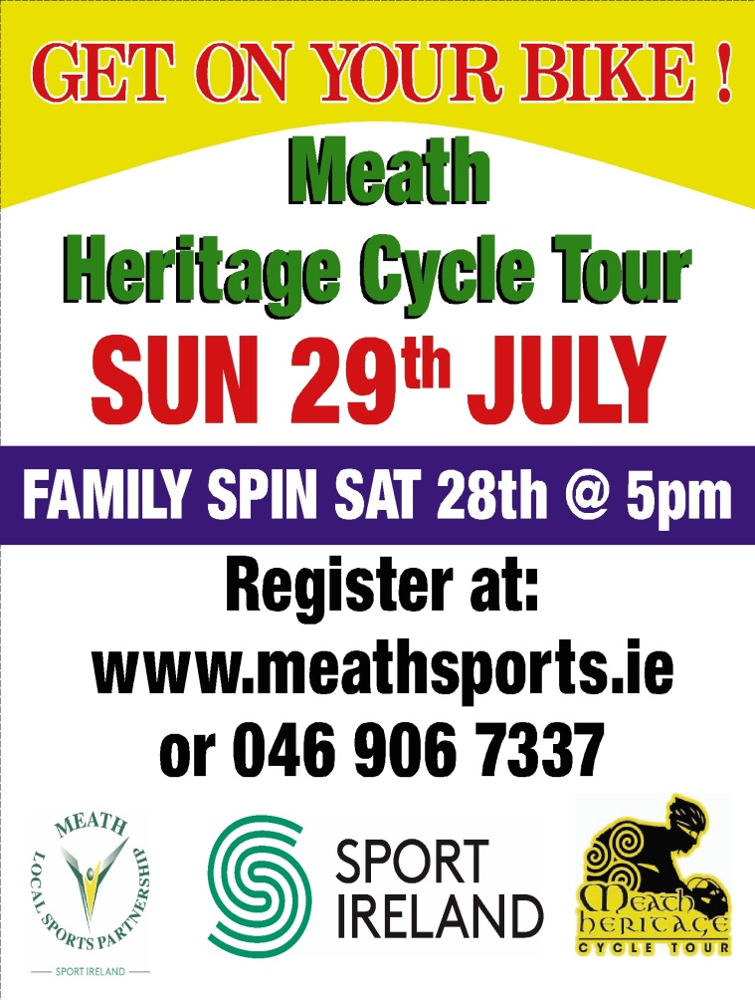 GET ON YOUR BIKE !
Meath
Heritage Cycle Tour
SUN 29th JULY
FAMILY SPIN SAT 28th @ 5pm
Register at:
www.meathsports.ie
or 046 906 7337
MEATH
LOCAL SPORTS PARTNERSHIP
SPORT IRELAND
SPORT
IRELAND
Meath
heritage
CYCLE TOUR